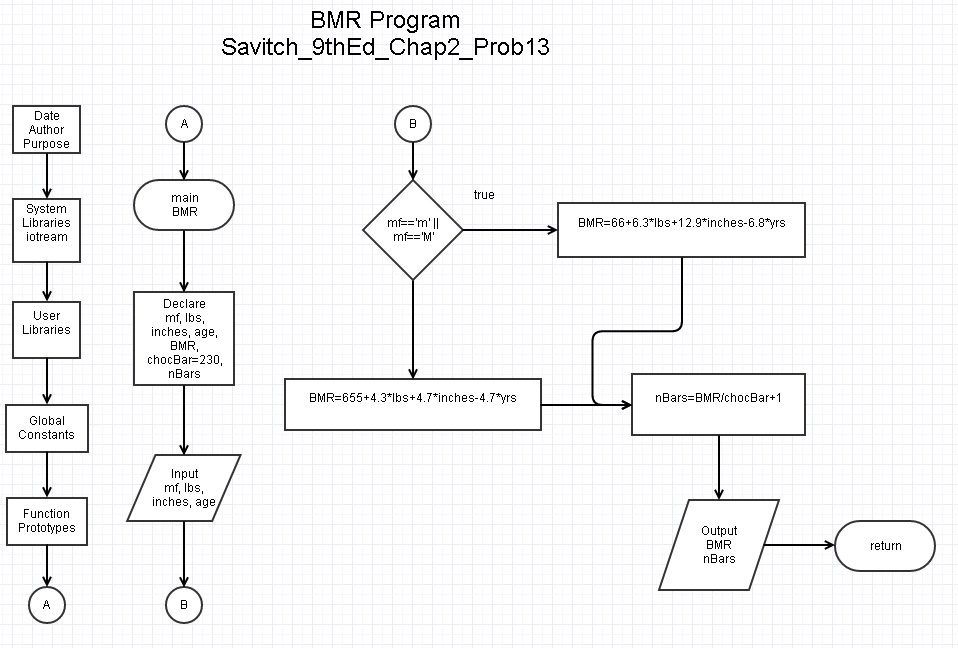 BMR Program
Savitch_9thEd_Chap2_Prob13
Date
Author
Purpose
System
Libraries
iotream
User
Libraries
Global
Constants
Function
Prototypes
A
A
main
BMR
Declare
mf, lbs,
inches, age,
BMR,
chocBar=230,
nBars
Input
mf, lbs,
inches, age
B
B
mf=='m' ||
mf=='M'
true
BMR=66+6.3*lbs+12.9*inches-6.8*yrs
BMR=655+4.3*lbs+4.7*inches-4.7*yrs
nBars=BMR/chocBar+1
Output
BMR
nBars
return